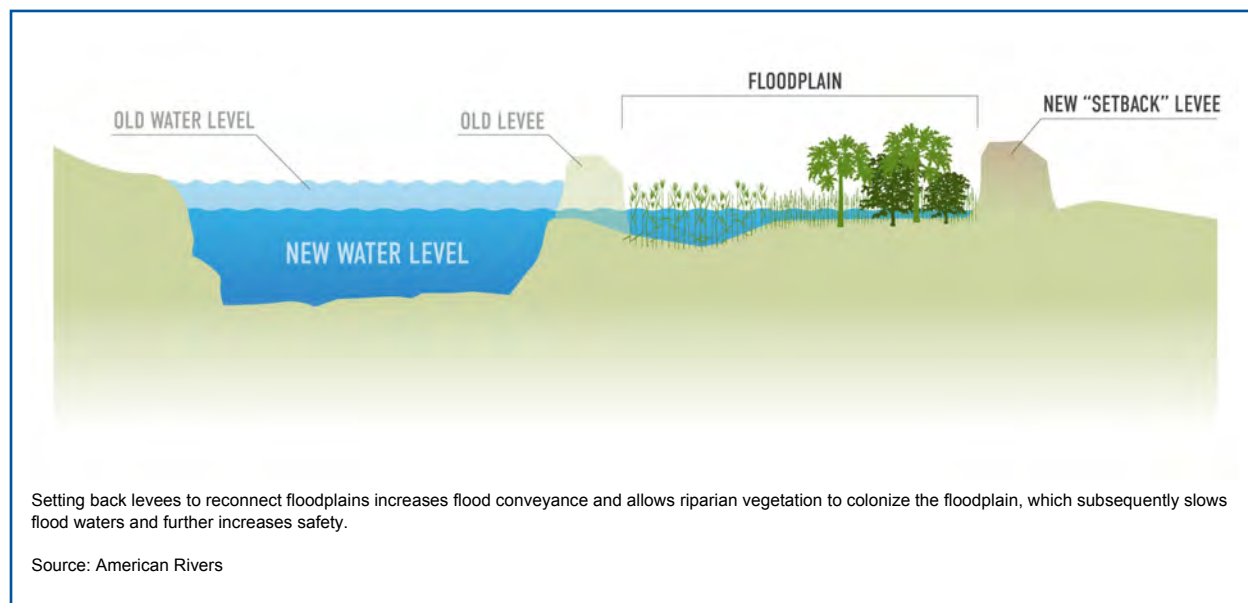 FLOODPLAIN
NEW “SETBACK” LEVEE
OLD WATER LEVEL
OLD LEVEE
NEW WATER LEVEL
Setting back levees to reconnect floodplains increases flood conveyance and allows riparian vegetation to colonize the floodplain, which subsequently slows
flood waters and further increases safety.
Source: American Rivers